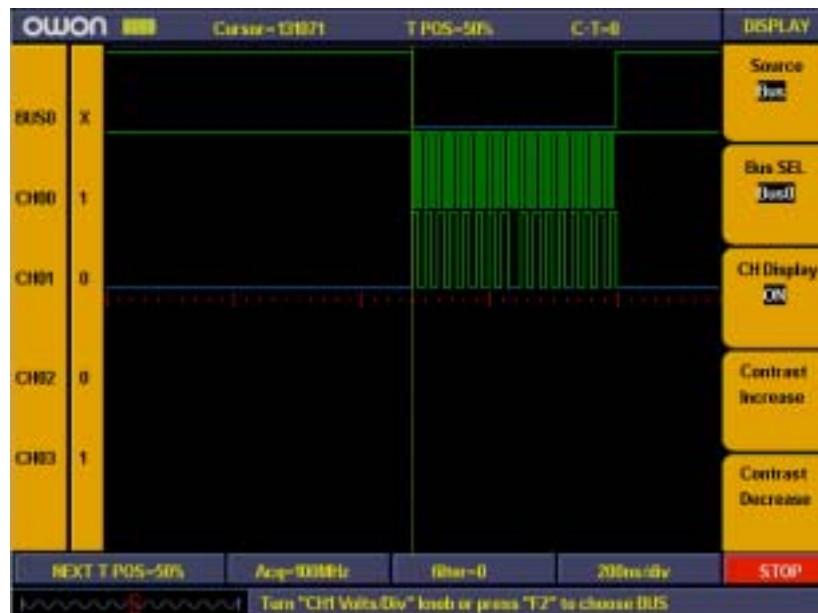 owon Cursor=131071 T POS=50% C-T=0 DISPLAY
Source
Bus
BUS0 X
Bus SEL
Bus0
CH00 1
CH Display
ON
CH01 0
CH02 0
Contrast
Increase
CH03 1
Contrast
Decrease
NEXT T POS=50% Acq=100MHz filter=0 STOP
Turn "CH1 Volts/Div" knob or press "F2" to choose BUS